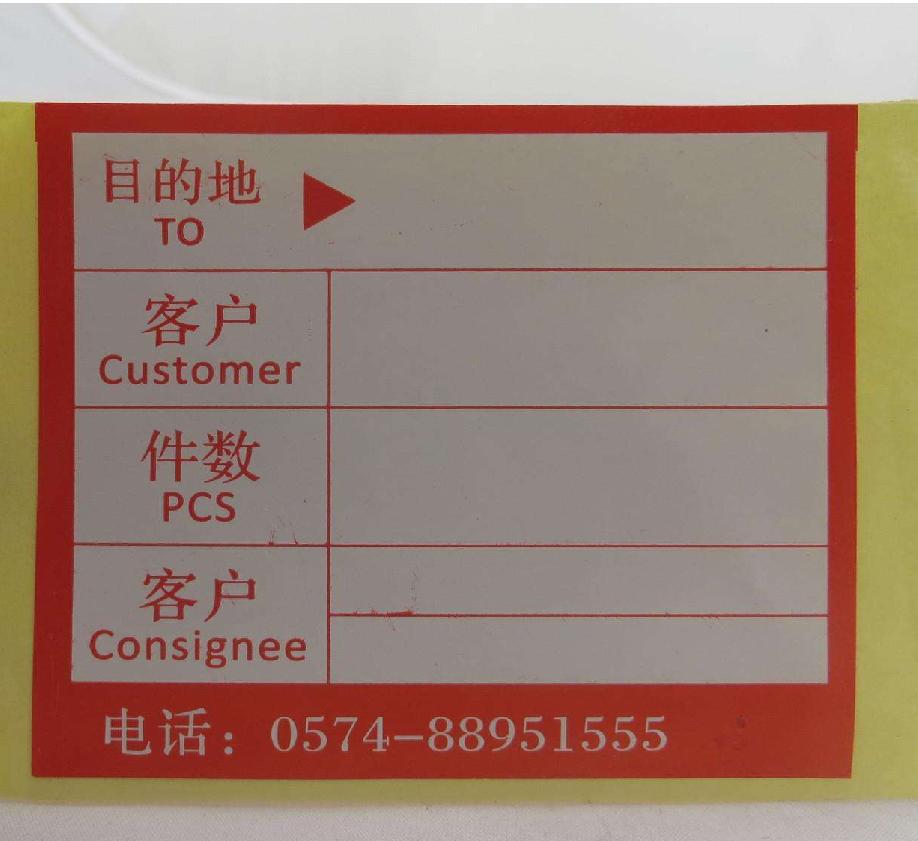 目的地
TO
客户
Customer
件数
PCS
客户
Consignee
电话：0574-88951555